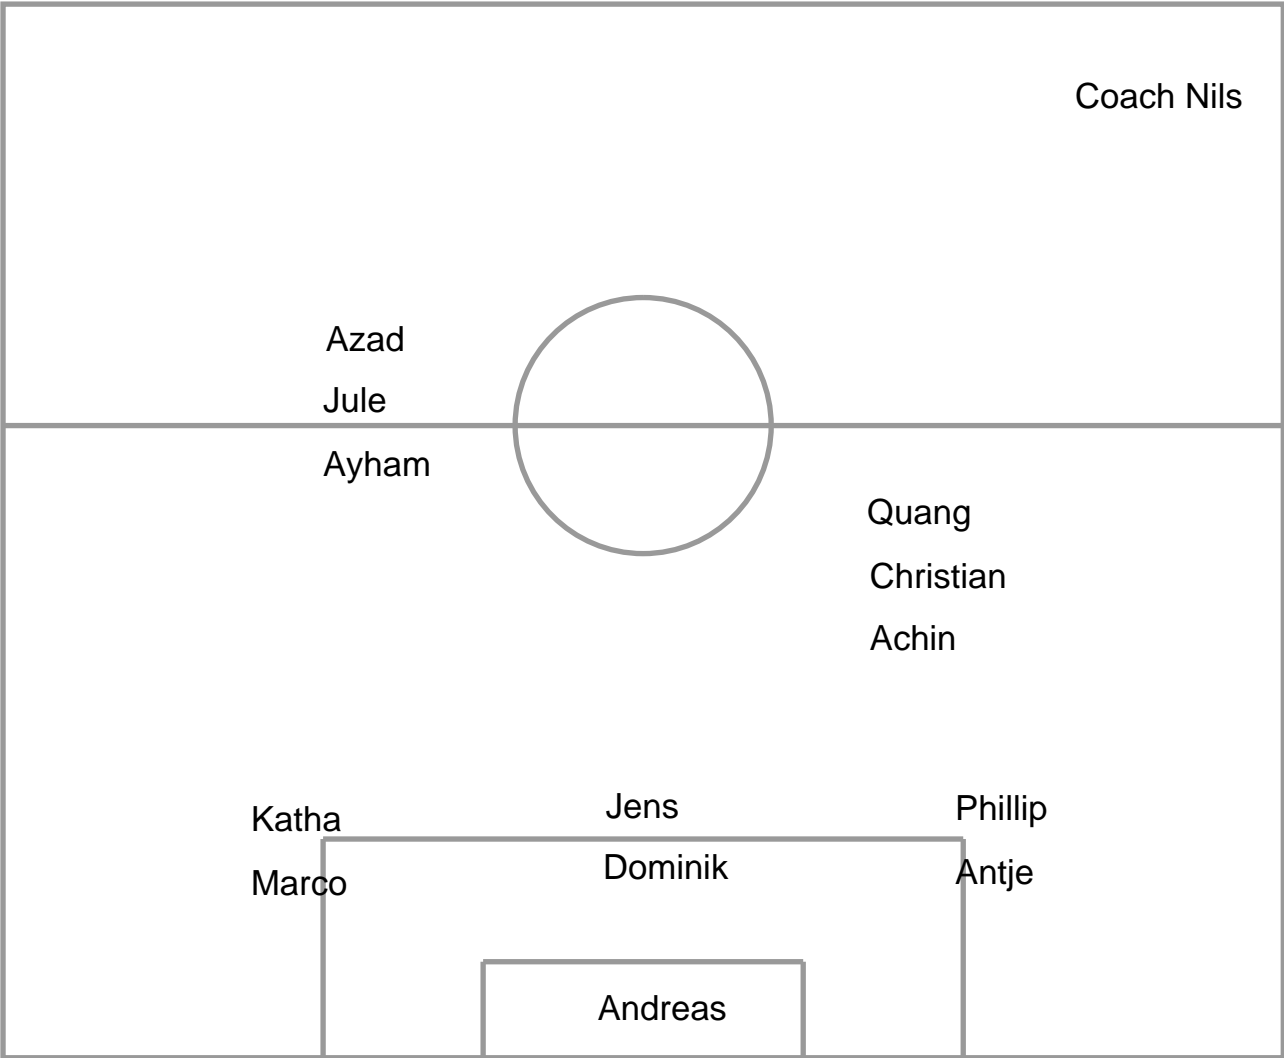 Coach Nils
Azad
Jule
Ayham
Quang
Christian
Achin
Katha
Marco
Jens
Dominik
Phillip
Antje
Andreas